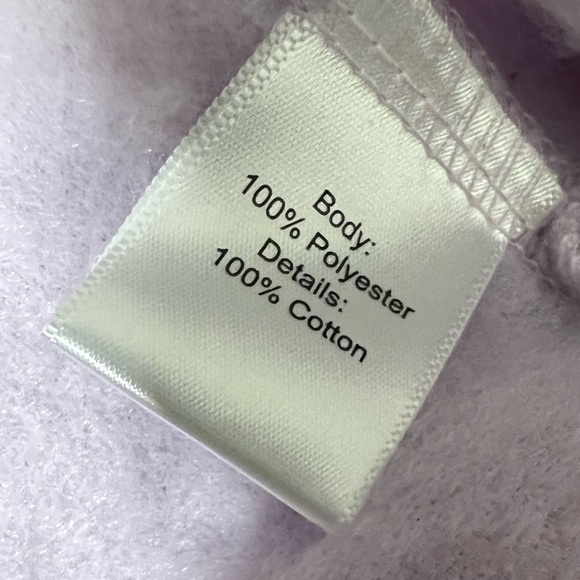 Body:
100% Polyester
Details:
100% Cotton